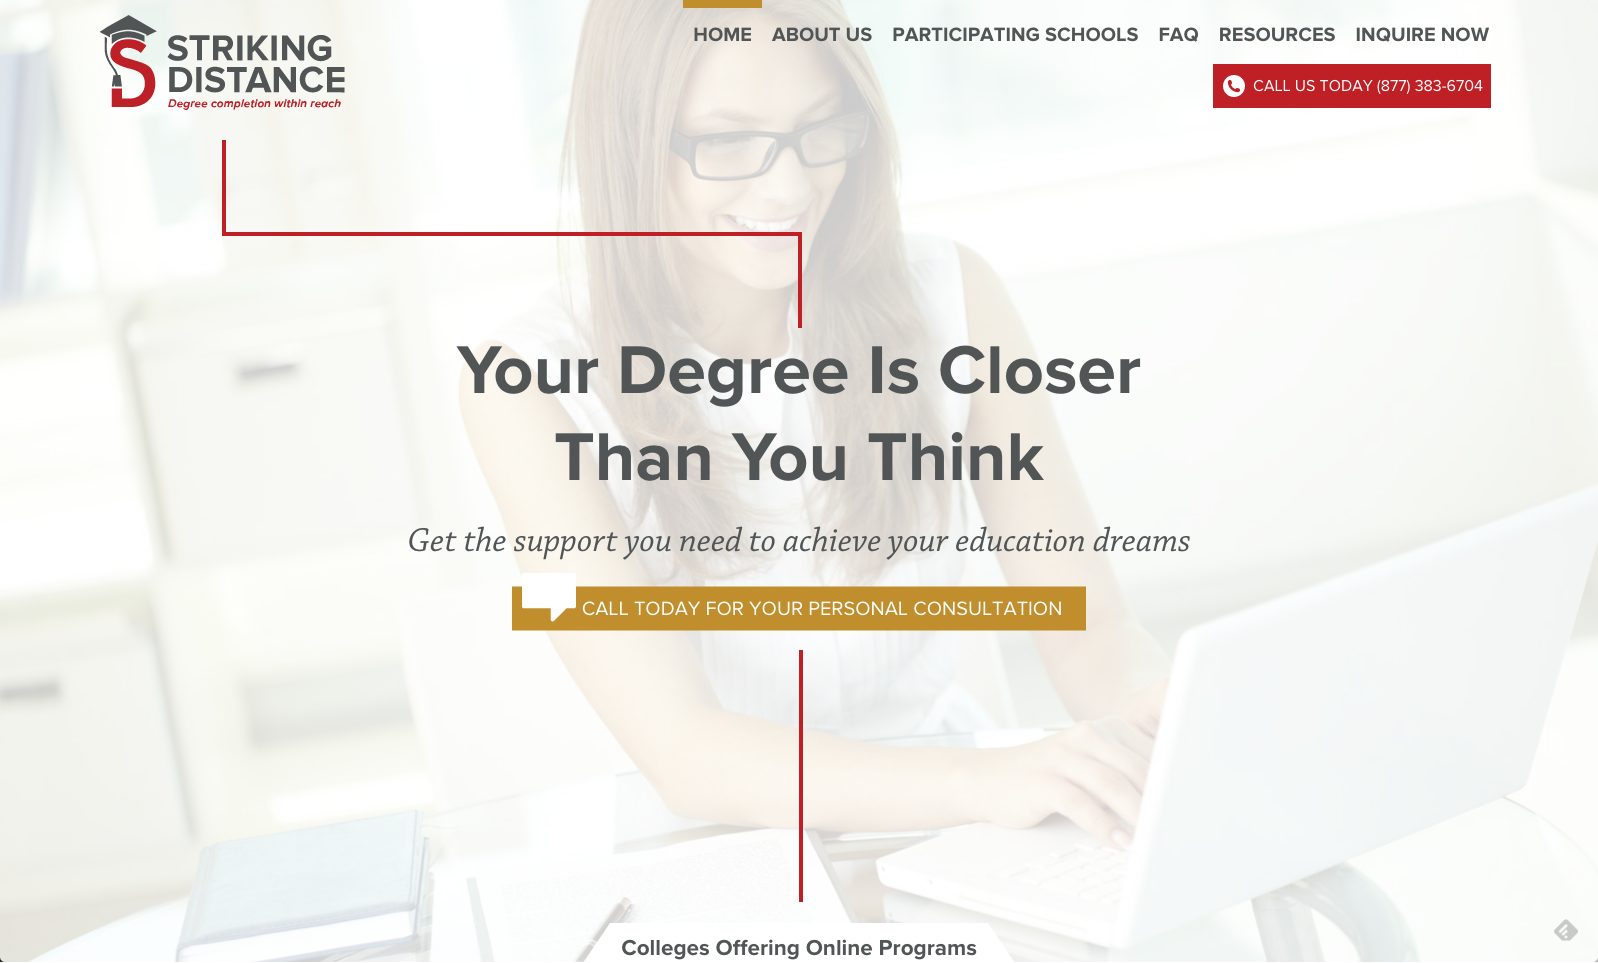 STRIKING
DISTANCE
Degree completion within reach
HOME ABOUT US PARTICIPATING SCHOOLS FAQ RESOURCES INQUIRE NOW
CALL US TODAY (877) 383-6704
Your Degree Is Closer
Than You Think
Get the support you need to achieve your education dreams
CALL TODAY FOR YOUR PERSONAL CONSULTATION
Colleges Offering Online Programs